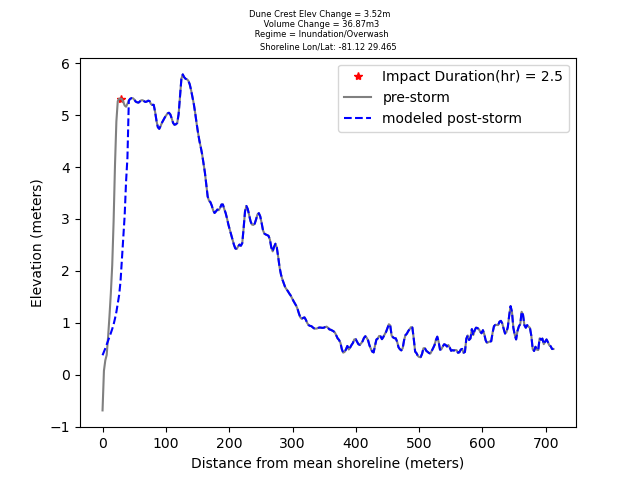 Dune Crest Elev Change = 3.52m
Volume Change = 36.87m3
Regime = Inundation/Overwash
Shoreline Lon/Lat: -81.12 29.465
Impact Duration(hr) = 2.5
pre-storm
modeled post-storm
Elevation (meters)
6
5
4
3
2
1
0
−1
0 100 200 300 400 500 600 700
Distance from mean shoreline (meters)